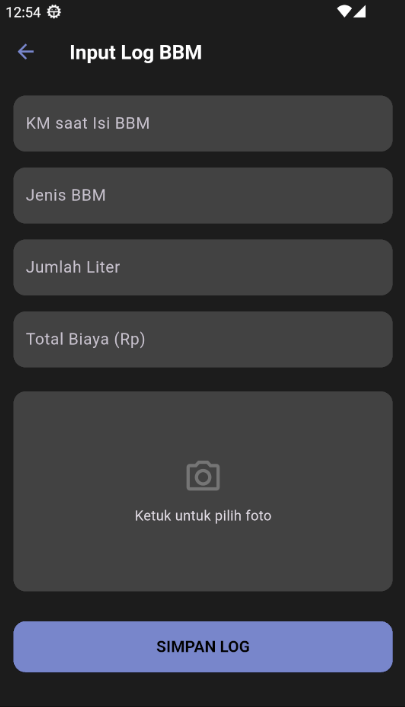 12:54
Input Log BBM
KM saat Isi BBM
Jenis BBM
Jumlah Liter
Total Biaya (Rp)
Ketuk untuk pilih foto
SIMPAN LOG